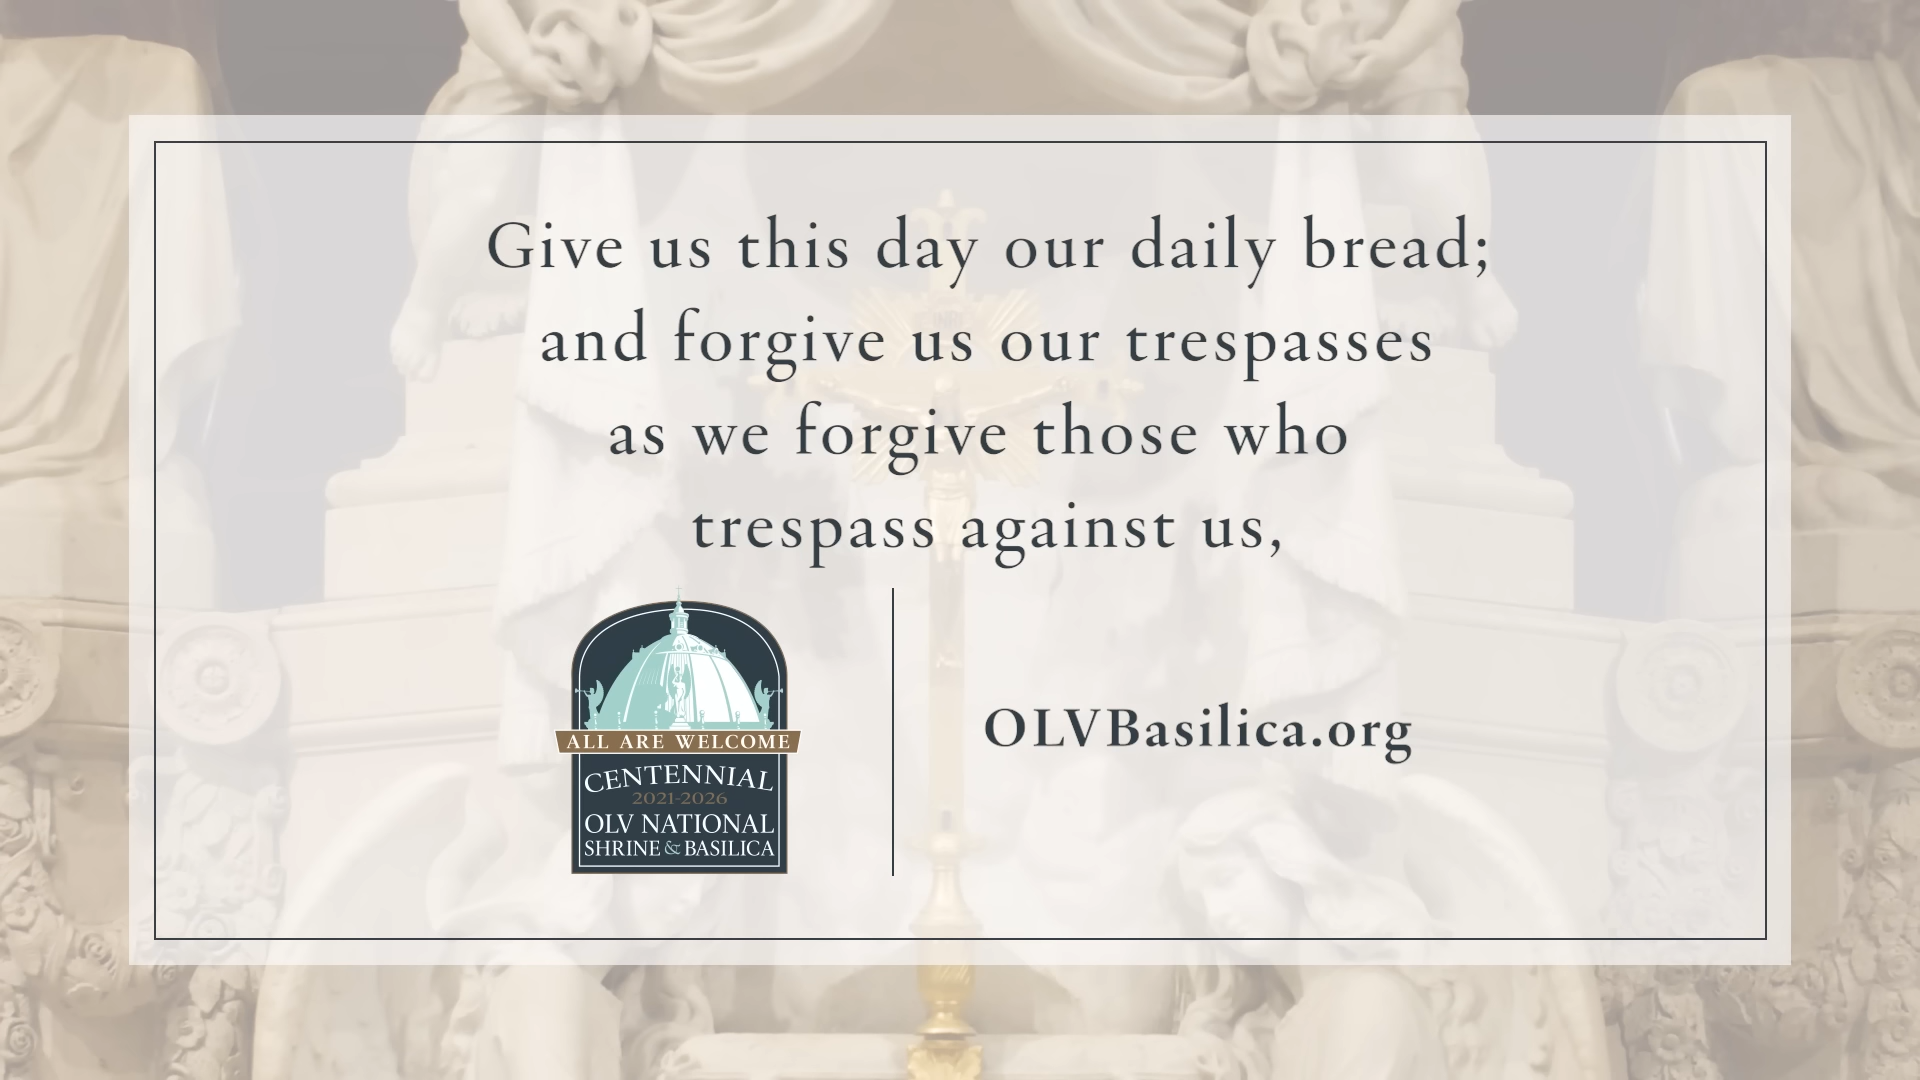 Give us this day our daily bread;
and forgive us our trespasses
as we forgive those who
trespass against us,
ALL ARE WELCOME
CENTENNIAL
2021-2026
OLV NATIONAL
SHRINE & BASILICA
OLVBasilica.org